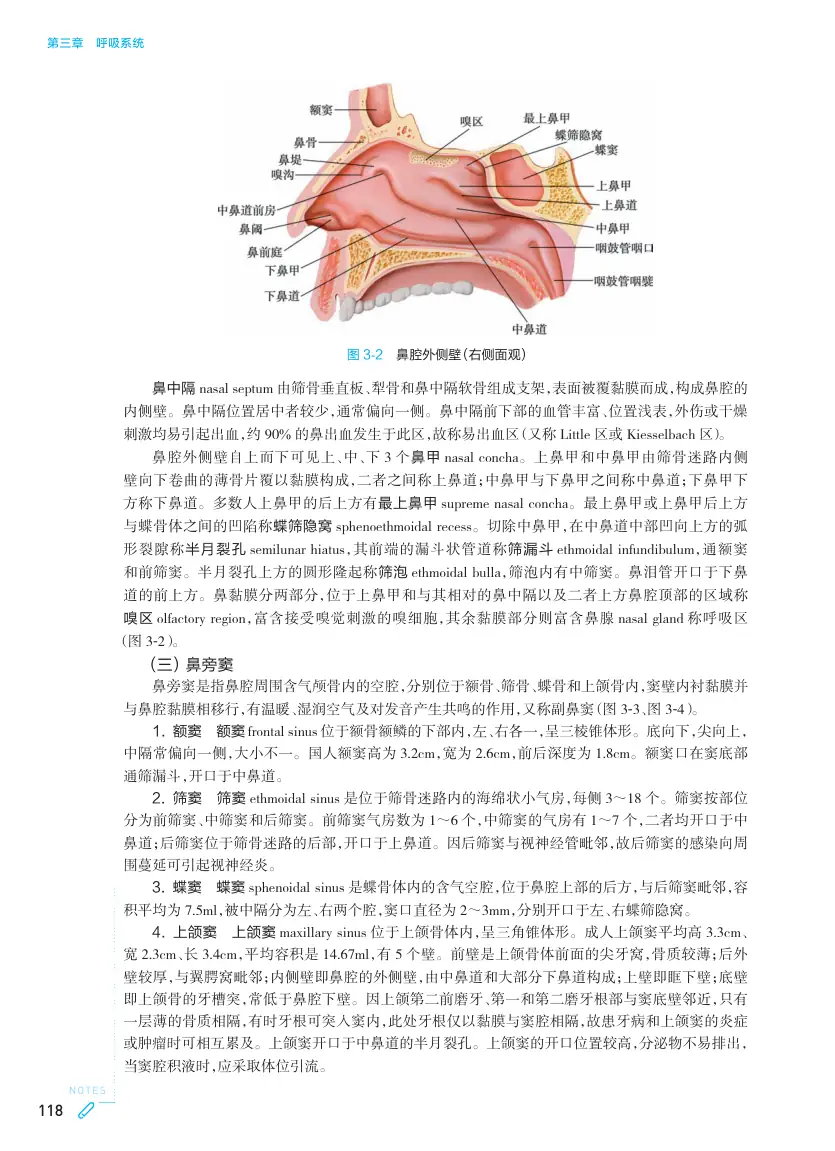 第三章 呼吸系统
额窦
嗅区
最上鼻甲
蝶筛隐窝
蝶窦
鼻骨
鼻堤
嗅沟
上鼻甲
上鼻道
中鼻道前房
中鼻甲
鼻阈
咽鼓管咽口
鼻前庭
下鼻甲
咽鼓管咽襞
下鼻道
中鼻道
图 3-2 鼻腔外侧壁(右侧面观)
鼻中隔 nasal septum 由筛骨垂直板、犁骨和鼻中隔软骨组成支架,表面被覆黏膜而成,构成鼻腔的
内侧壁。鼻中隔位置居中者较少,通常偏向一侧。鼻中隔前下部的血管丰富、位置浅表,外伤或干燥
刺激均易引起出血,约 90% 的鼻出血发生于此区,故称易出血区(又称 Little 区或 Kiesselbach 区)。
鼻腔外侧壁自上而下可见上、中、下 3 个鼻甲 nasal concha。上鼻甲和中鼻甲由筛骨迷路内侧
壁向下卷曲的薄骨片覆以黏膜构成,二者之间称上鼻道;中鼻甲与下鼻甲之间称中鼻道;下鼻甲下
方称下鼻道。多数人上鼻甲的后上方有最上鼻甲 supreme nasal concha。最上鼻甲或上鼻甲后上方
与蝶骨体之间的凹陷称蝶筛隐窝 sphenoethmoidal recess。切除中鼻甲,在中鼻道中部凹向上方的弧
形裂隙称半月裂孔 semilunar hiatus,其前端的漏斗状管道称筛漏斗 ethmoidal infundibulum,通额窦
和前筛窦。半月裂孔上方的圆形隆起称筛泡 ethmoidal bulla,筛泡内有中筛窦。鼻泪管开口于下鼻
道的前上方。鼻黏膜分两部分,位于上鼻甲和与其相对的鼻中隔以及二者上方鼻腔顶部的区域称
嗅区 olfactory region,富含接受嗅觉刺激的嗅细胞,其余黏膜部分则富含鼻腺 nasal gland 称呼吸区
(图 3-2)。
(三) 鼻旁窦
鼻旁窦是指鼻腔周围含气颅骨内的空腔,分别位于额骨、筛骨、蝶骨和上颌骨内,窦壁内衬黏膜并
与鼻腔黏膜相移行,有温暖、湿润空气及对发音产生共鸣的作用,又称副鼻窦(图 3-3、图 3-4)。
1. 额窦 额窦 frontal sinus 位于额骨额鳞的下部内,左、右各一,呈三棱锥体形。底向下,尖向上,
中隔常偏向一侧,大小不一。国人额窦高为 3.2cm,宽为 2.6cm,前后深度为 1.8cm。额窦口在窦底部
通筛漏斗,开口于中鼻道。
2. 筛窦 筛窦 ethmoidal sinus 是位于筛骨迷路内的海绵状小气房,每侧 3～18 个。筛窦按部位
分为前筛窦、中筛窦和后筛窦。前筛窦气房数为 1～6 个,中筛窦的气房有 1～7 个,二者均开口于中
鼻道;后筛窦位于筛骨迷路的后部,开口于上鼻道。因后筛窦与视神经管毗邻,故后筛窦的感染向周
围蔓延可引起视神经炎。
3. 蝶窦 蝶窦 sphenoidal sinus 是蝶骨体内的含气空腔,位于鼻腔上部的后方,与后筛窦毗邻,容
积平均为 7.5ml,被中隔分为左、右两个腔,窦口直径为 2～3mm,分别开口于左、右蝶筛隐窝。
4. 上颌窦 上颌窦 maxillary sinus 位于上颌骨体内,呈三角锥体形。成人上颌窦平均高 3.3cm、
宽 2.3cm、长 3.4cm,平均容积是 14.67ml,有 5 个壁。前壁是上颌骨体前面的尖牙窝,骨质较薄;后外
壁较厚,与翼腭窝毗邻;内侧壁即鼻腔的外侧壁,由中鼻道和大部分下鼻道构成;上壁即眶下壁;底壁
即上颌骨的牙槽突,常低于鼻腔下壁。因上颌第二前磨牙、第一和第二磨牙根部与窦底壁邻近,只有
一层薄的骨质相隔,有时牙根可突入窦内,此处牙根仅以黏膜与窦腔相隔,故患牙病和上颌窦的炎症
或肿瘤时可相互累及。上颌窦开口于中鼻道的半月裂孔。上颌窦的开口位置较高,分泌物不易排出,
当窦腔积液时,应采取体位引流。
NOTES
118